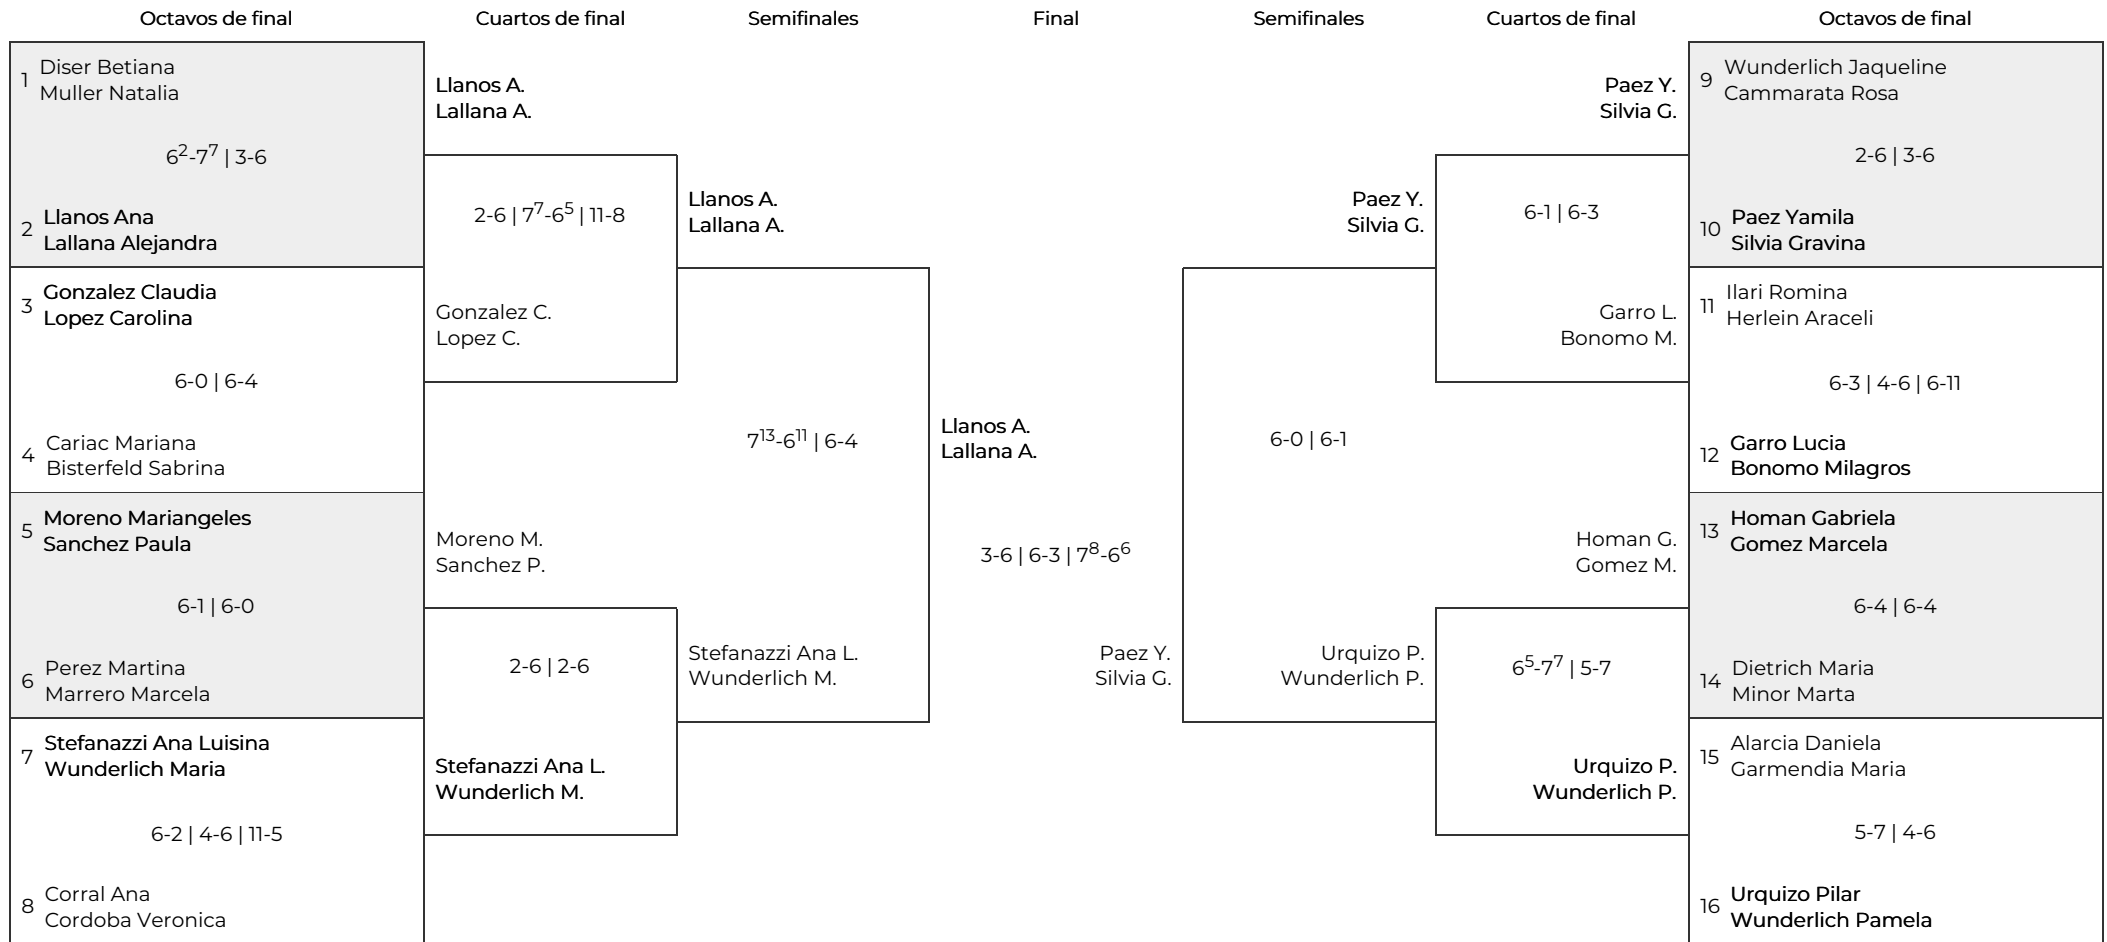 Octavos de final
Cuartos de final
Semifinales
Final
Semifinales
Cuartos de final
Octavos de final
1
Diser Betiana
Muller Natalia
6²-7⁷ | 3-6
2
Llanos Ana
Lallana Alejandra
3
Gonzalez Claudia
Lopez Carolina
6-0 | 6-4
4
Cariac Mariana
Bisterfeld Sabrina
5
Moreno Mariangeles
Sanchez Paula
6-1 | 6-0
6
Perez Martina
Marrero Marcela
7
Stefanazzi Ana Luisina
Wunderlich Maria
6-2 | 4-6 | 11-5
8
Corral Ana
Cordoba Veronica
Llanos A.
Lallana A.
2-6 | 7⁷-6⁵ | 11-8
Gonzalez C.
Lopez C.
Moreno M.
Sanchez P.
2-6 | 2-6
Stefanazzi Ana L.
Wunderlich M.
Llanos A.
Lallana A.
7¹³-6¹¹ | 6-4
Stefanazzi Ana L.
Wunderlich M.
Llanos A.
Lallana A.
3-6 | 6-3 | 7⁸-6⁶
Paez Y.
Silvia G.
Paez Y.
Silvia G.
6-0 | 6-1
Urquizo P.
Wunderlich P.
Paez Y.
Silvia G.
6-1 | 6-3
Garro L.
Bonomo M.
Homan G.
Gomez M.
6⁵-7⁷ | 5-7
Urquizo P.
Wunderlich P.
9
Wunderlich Jaqueline
Cammarata Rosa
2-6 | 3-6
10
Paez Yamila
Silvia Gravina
11
Ilari Romina
Herlein Araceli
6-3 | 4-6 | 6-11
12
Garro Lucia
Bonomo Milagros
13
Homan Gabriela
Gomez Marcela
6-4 | 6-4
14
Dietrich Maria
Minor Marta
15
Alarcia Daniela
Garmendia Maria
5-7 | 4-6
16
Urquizo Pilar
Wunderlich Pamela